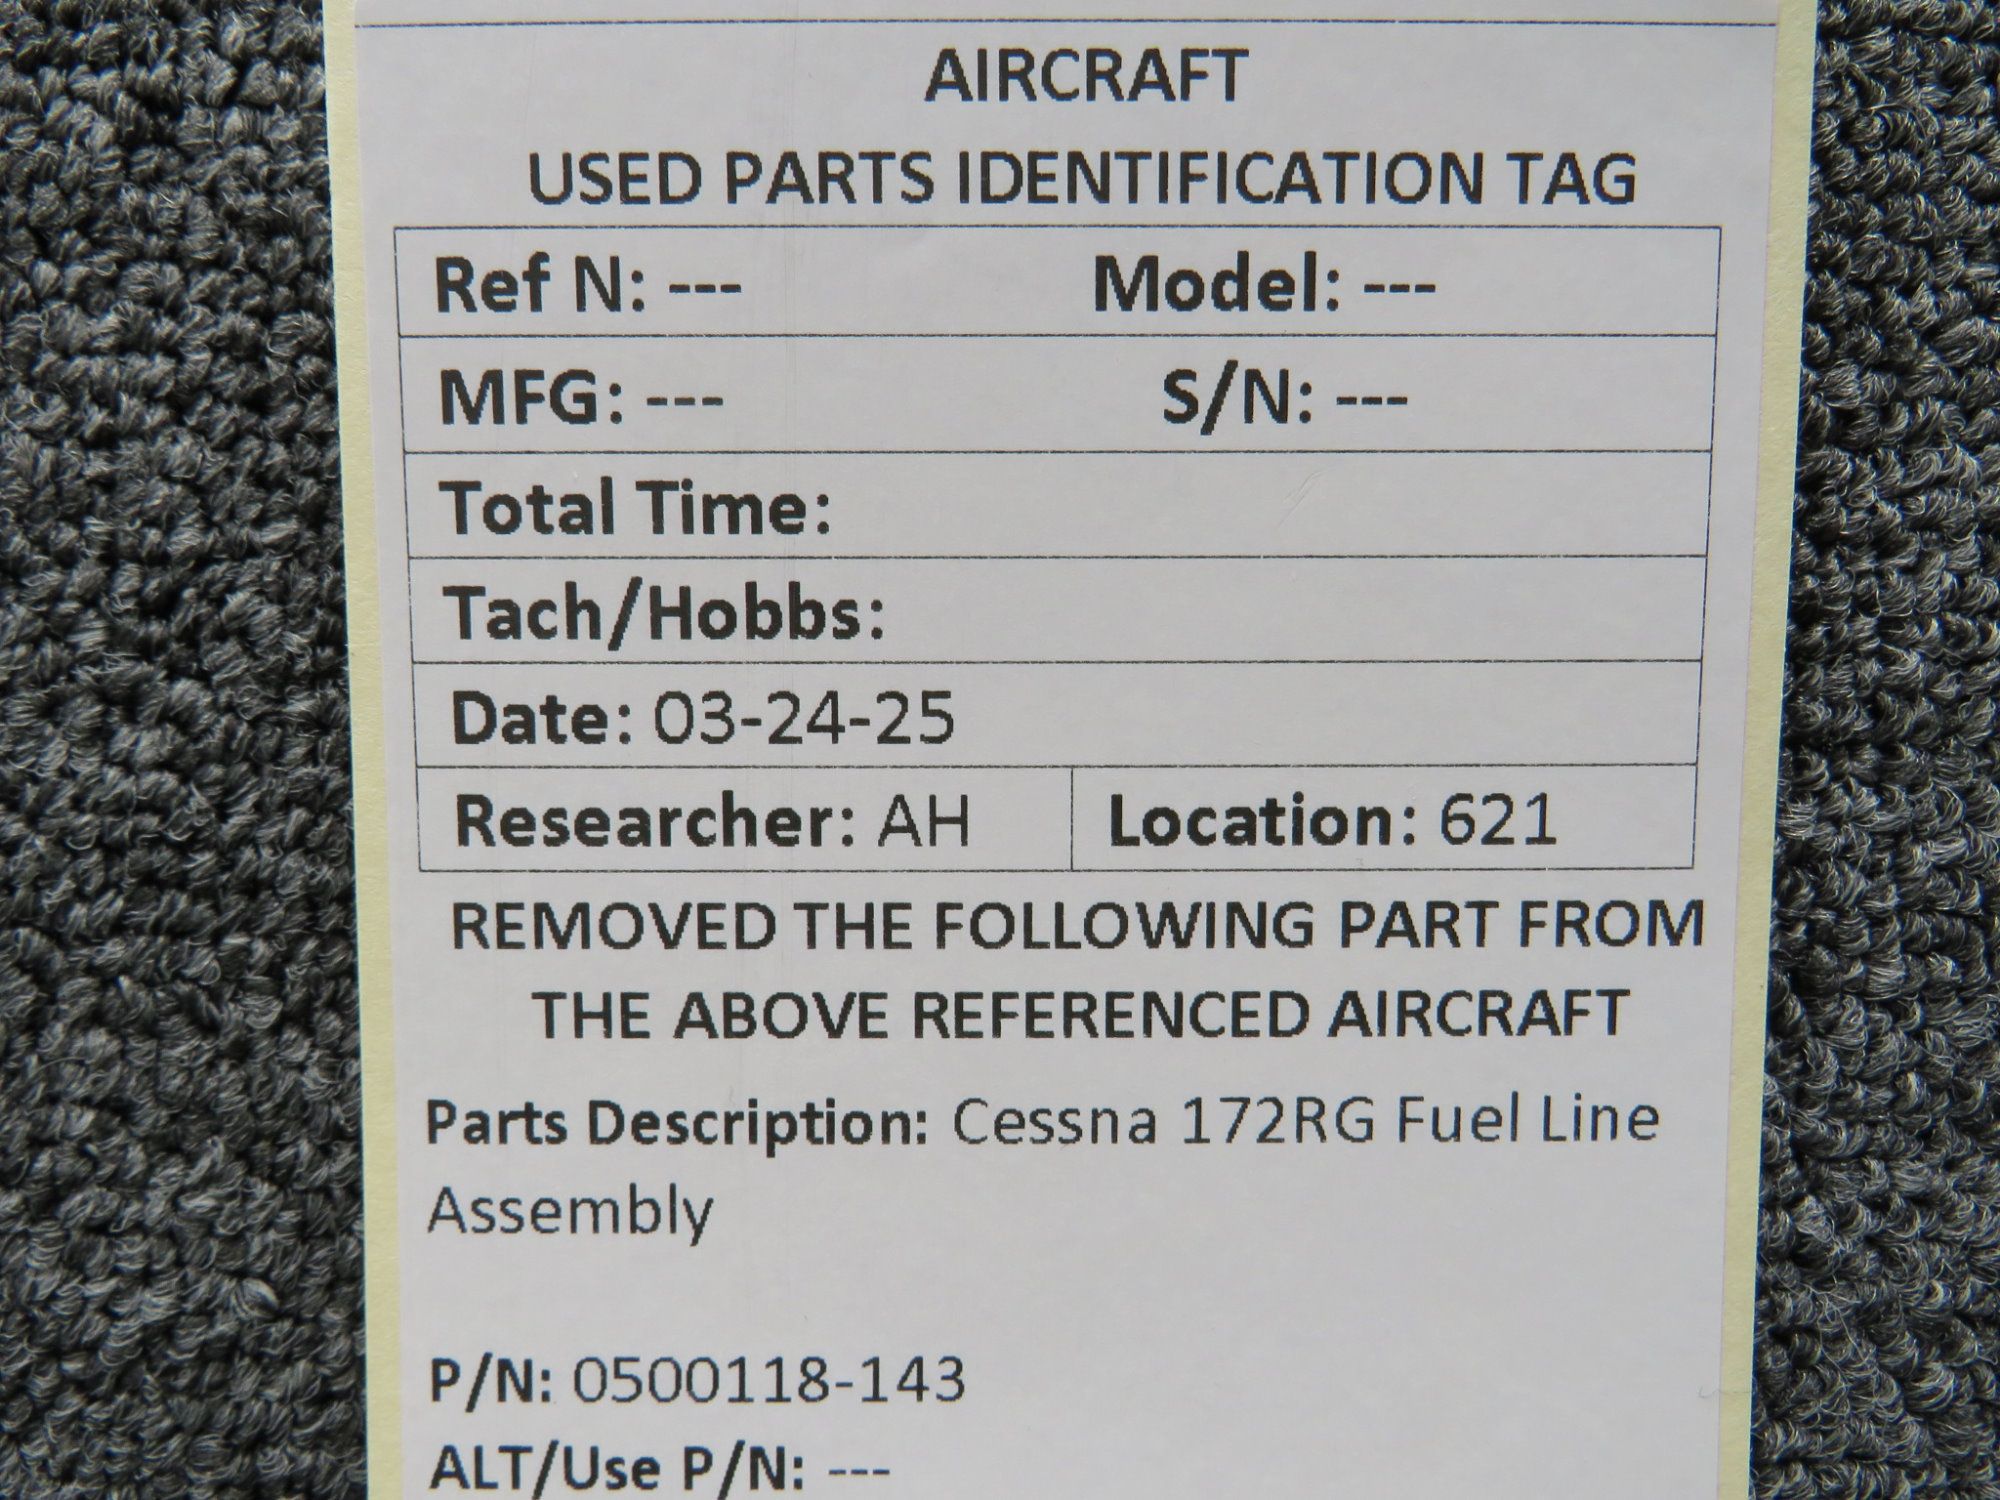 AIRCRAFT
USED PARTS IDENTIFICATION TAG
Ref N: --- Model: ---
MFG: --- S/N: ---
Total Time:
Tach/Hobbs:
Date: 03-24-25
Researcher: AH Location: 621
REMOVED THE FOLLOWING PART FROM
THE ABOVE REFERENCED AIRCRAFT
Parts Description: Cessna 172RG Fuel Line
Assembly
P/N: 0500118-143
ALT/Use P/N: ---